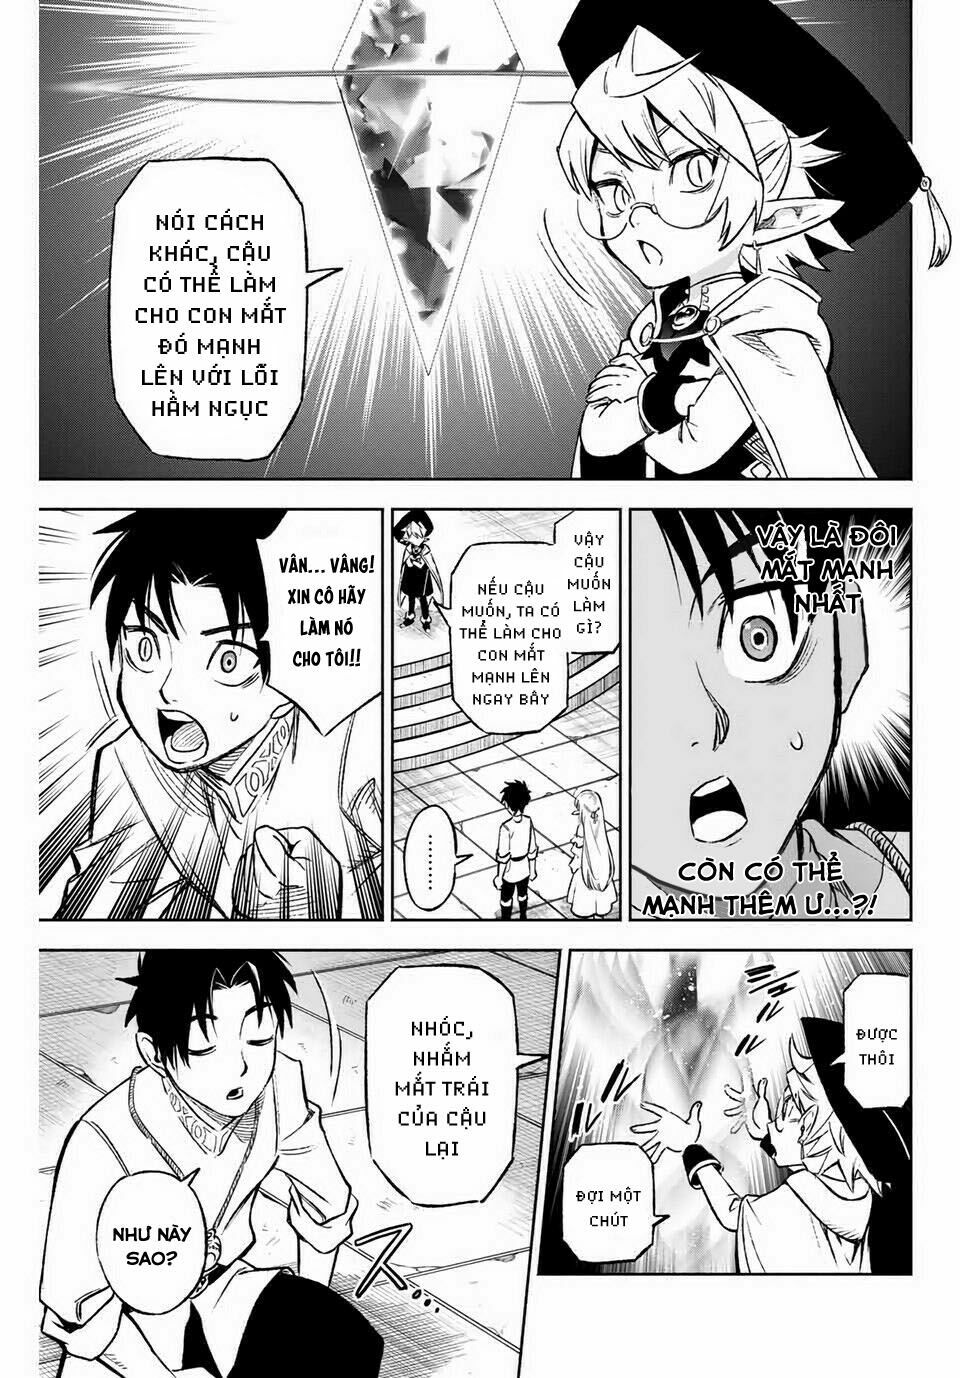 NÓI CÁCH
KHÁC, CẬU
CÓ THỂ LÀM
CHO CON MẮT
ĐÓ MẠNH
LÊN VỚI LÕI
HẦM NGỤC
VẬY LÀ ĐÔI
MẮT MẠNH
NHẤT
CÒN CÓ THỂ
MẠNH THÊM Ư...?!
VẬY
CẬU
MUỐN
LÀM
GÌ?
NẾU CẬU
MUỐN, TA CÓ
THỂ LÀM CHO
CON MẮT
MẠNH LÊN
NGAY BÂY
.........
VÂN... VÂNG!
XIN CÔ HÃY
LÀM NÓ
CHO TÔI!!
ĐƯỢC
THÔI
ĐỢI MỘT
CHÚT
NHÓC,
NHẮM
MẮT TRÁI
CỦA CẬU
LẠI
NHƯ NÀY
SAO?